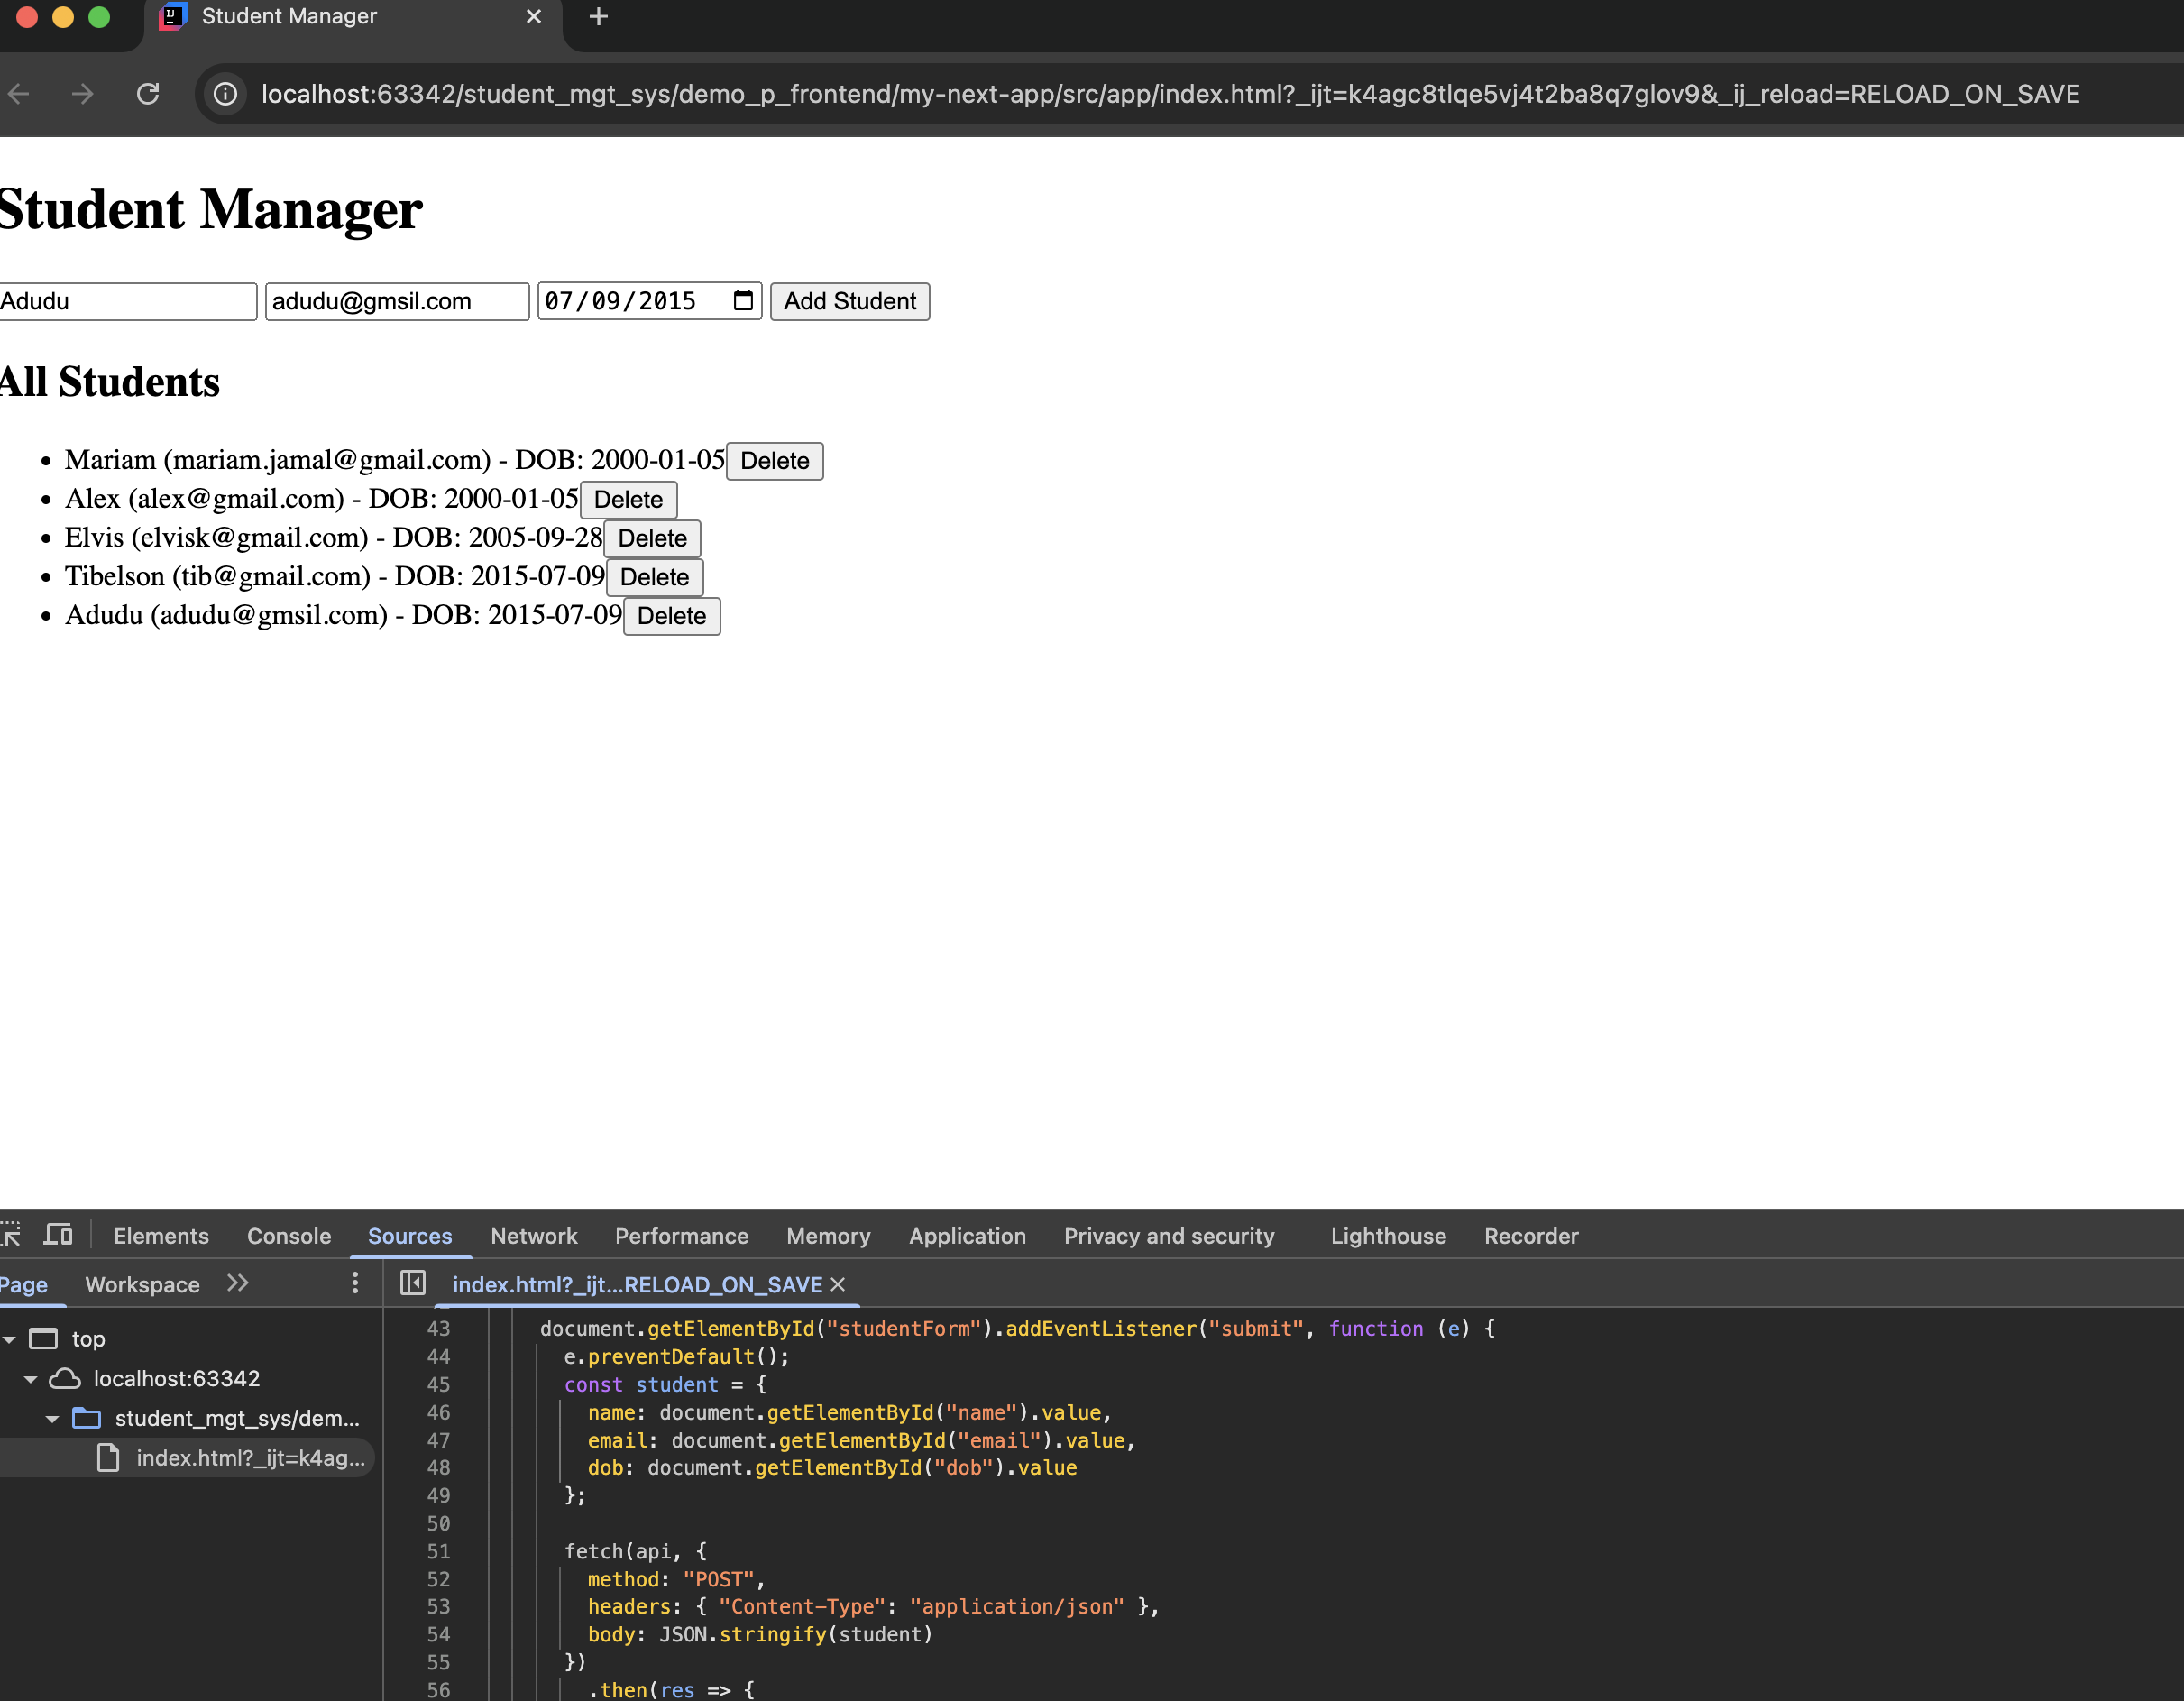 Student Manager
localhost:63342/student_mgt_sys/demo_p_frontend/my-next-app/src/app/index.html?_ijt=k4agc8tlqe5vj4t2ba8q7glov9&_ij_reload=RELOAD_ON_SAVE
Student Manager
Adudu adudu@gmsil.com 07/09/2015 Add Student
All Students
• Mariam (mariam.jamal@gmail.com) - DOB: 2000-01-05 Delete
• Alex (alex@gmail.com) - DOB: 2000-01-05 Delete
• Elvis (elvisk@gmail.com) - DOB: 2005-09-28 Delete
• Tibelson (tib@gmail.com) - DOB: 2015-07-09 Delete
• Adudu (adudu@gmsil.com) - DOB: 2015-07-09 Delete
Elements Console Sources Network Performance Memory Application Privacy and security Lighthouse Recorder
Page Workspace
index.html?_ijt...RELOAD_ON_SAVE
top
localhost:63342
student_mgt_sys/dem...
index.html?_ijt=k4ag...
43 document.getElementById("studentForm").addEventListener("submit", function (e) {
44 e.preventDefault();
45 const student = {
46 name: document.getElementById("name").value,
47 email: document.getElementById("email").value,
48 dob: document.getElementById("dob").value
49 };
50
51 fetch(api, {
52 method: "POST",
53 headers: { "Content-Type": "application/json" },
54 body: JSON.stringify(student)
55 })
56 .then(res => {